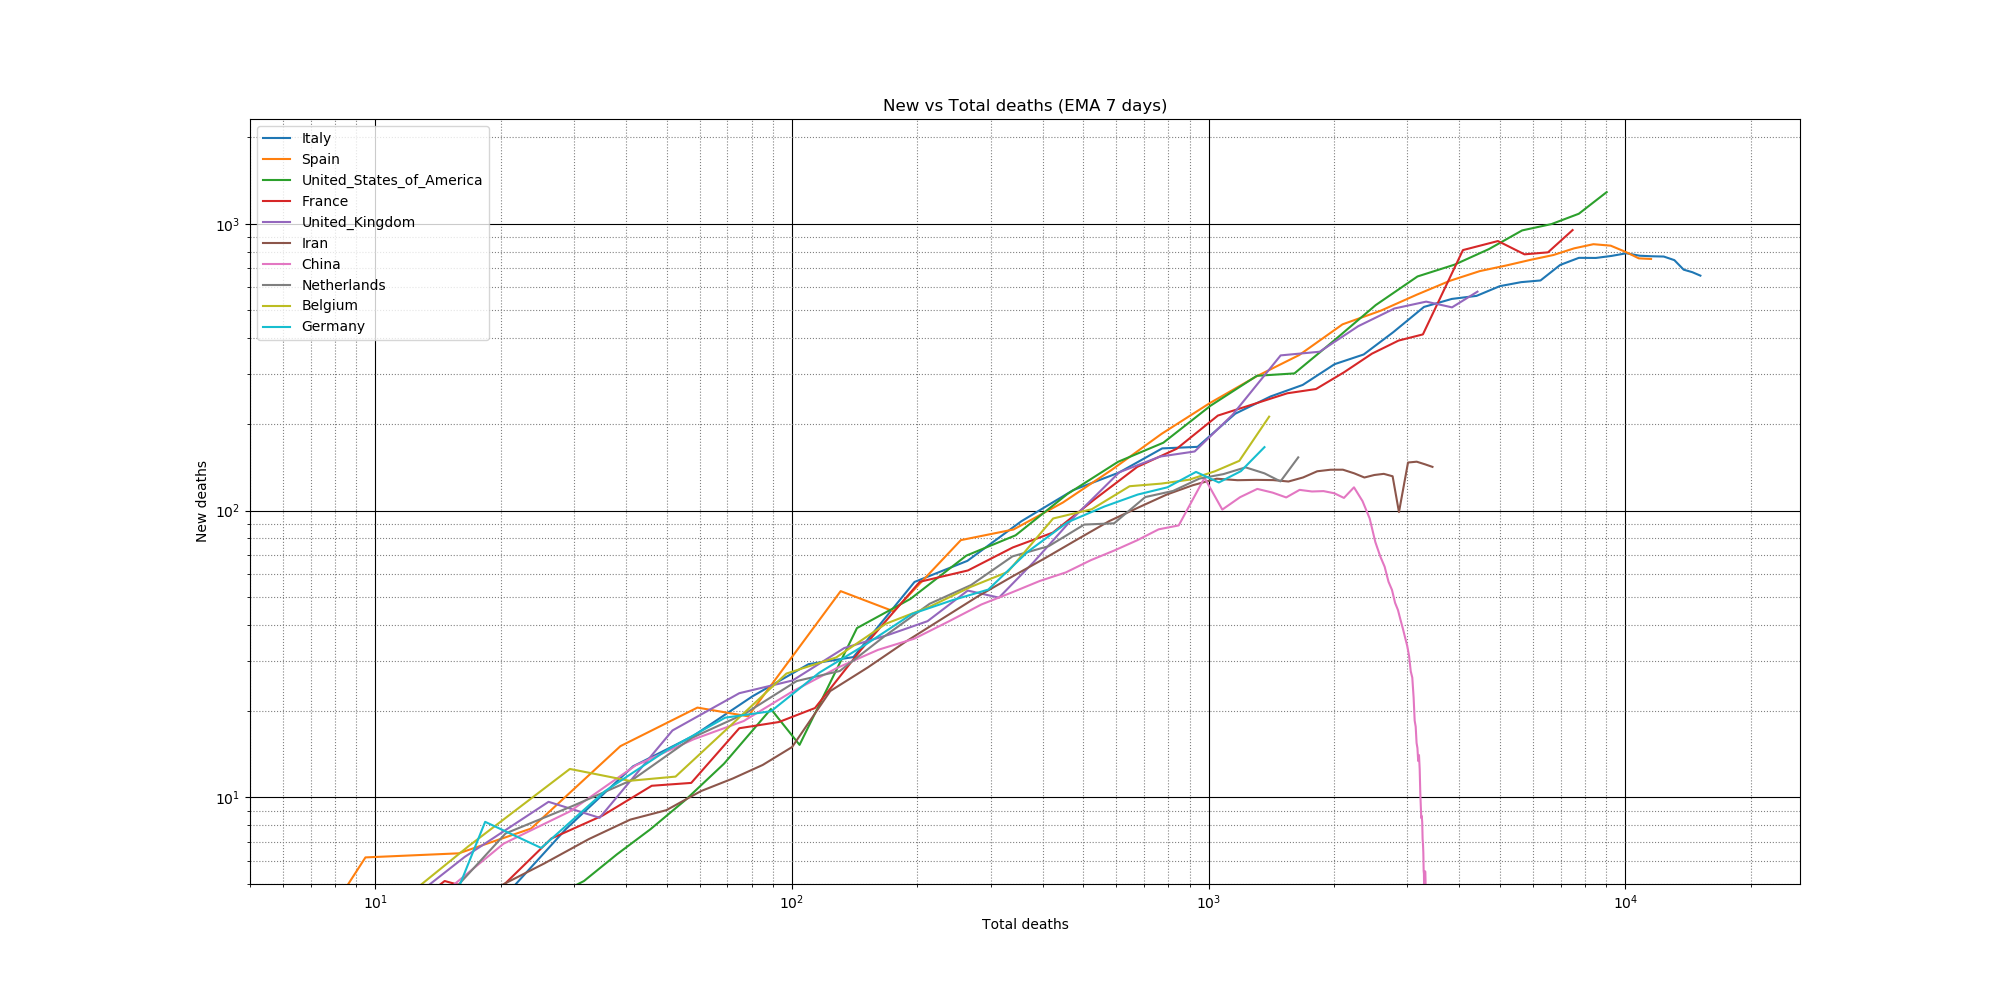 New vs Total deaths (EMA 7 days)
Italy
Spain
United_States_of_America
France
United_Kingdom
Iran
China
Netherlands
Belgium
Germany
New deaths
10³
10²
10¹
10¹ 10² 10³ 10⁴
Total deaths